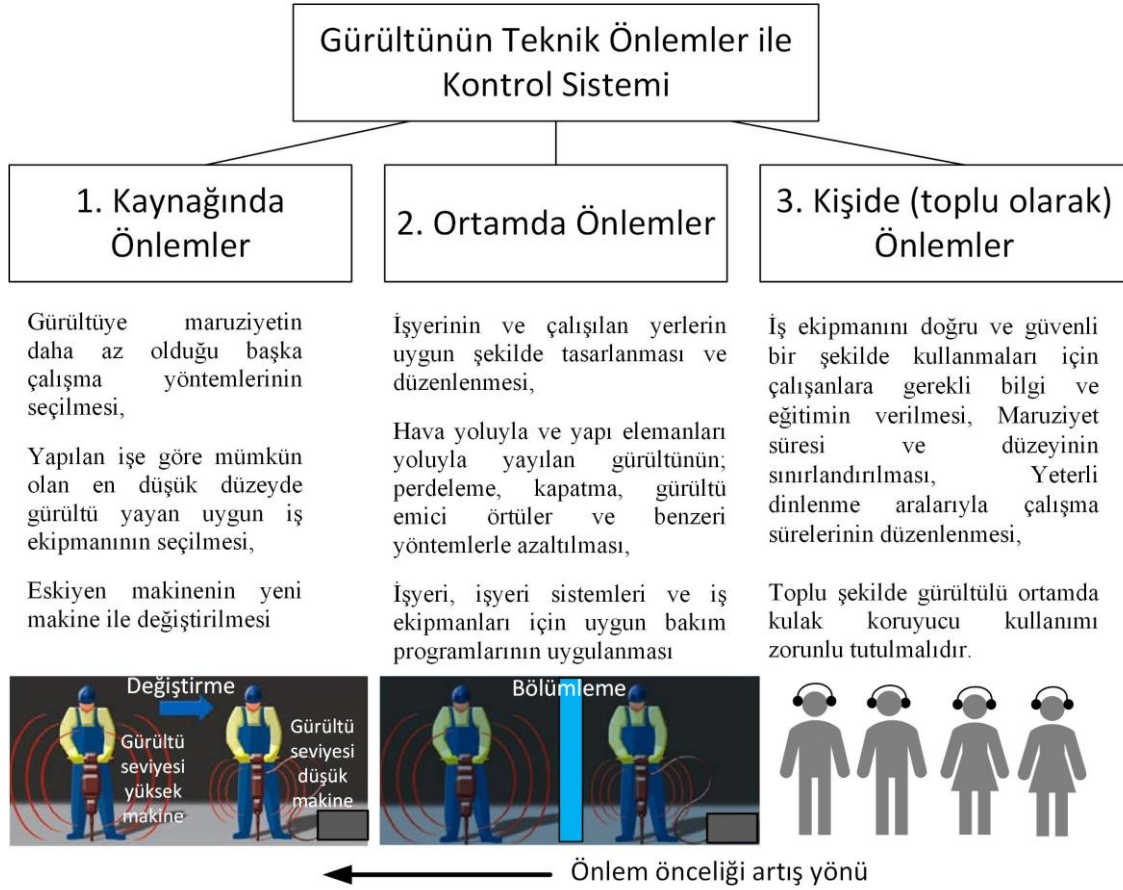 Gürültünün Teknik Önlemler ile
Kontrol Sistemi
1. Kaynağında
Önlemler
2. Ortamda Önlemler
3. Kişide (toplu olarak)
Önlemler
Gürültüye maruziyetin
daha az olduğu başka
çalışma yöntemlerinin
seçilmesi,
Yapılan işe göre mümkün
olan en düşük düzeyde
gürültü yayan uygun iş
ekipmanının seçilmesi,
Eskiyen makinenin yeni
makine ile değiştirilmesi
İşyerinin ve çalışılan yerlerin
uygun şekilde tasarlanması ve
düzenlenmesi,
Hava yoluyla ve yapı elemanları
yoluyla yayılan gürültünün;
perdeleme, kapatma, gürültü
emici örtüler ve benzeri
yöntemlerle azaltılması,
İşyeri, işyeri sistemleri ve iş
ekipmanları için uygun bakım
programlarının uygulanması
İş ekipmanını doğru ve güvenli
bir şekilde kullanmaları için
çalışanlara gerekli bilgi ve
eğitimin verilmesi, Maruziyet
süresi ve düzeyinin
sınırlandırılması, Yeterli
dinlenme aralarıyla çalışma
sürelerinin düzenlenmesi,
Toplu şekilde gürültülü ortamda
kulak koruyucu kullanımı
zorunlu tutulmalıdır.
Değiştirme
Gürültü
seviyesi
yüksek
makine
Gürültü
seviyesi
düşük
makine
Bölümleme
Önlem önceliği artış yönü